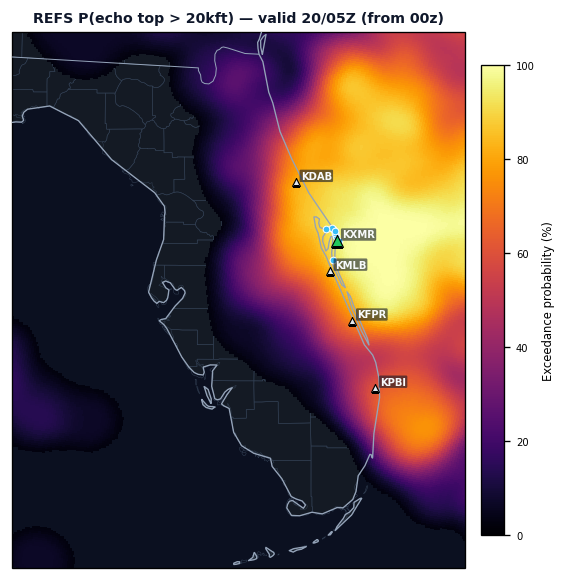 REFS P(echo top > 20kft) — valid 20/05Z (from 00z)
KDAB
KXMR
KMLB
KFPR
KPBI
100
80
60
40
20
0
Exceedance probability (%)